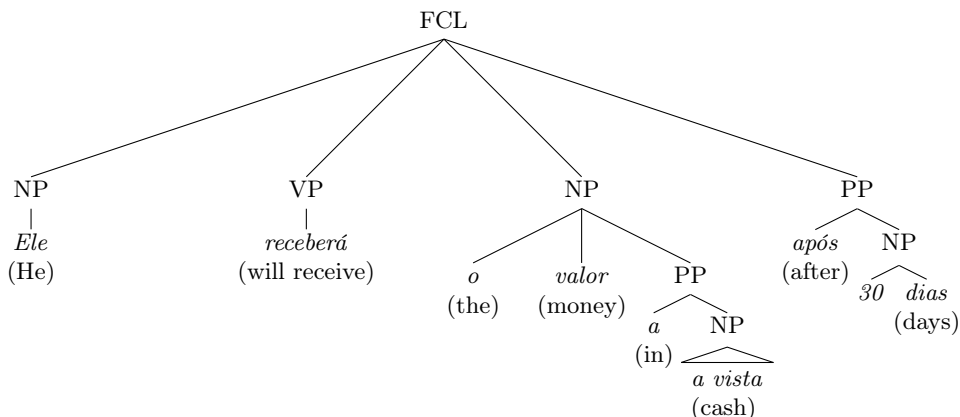 FCL
NP VP NP PP
Ele receberá o valor PP após NP
(He) (will receive) (the) (money) (after)
a NP 30 dias
(in) (days)
a vista
(cash)